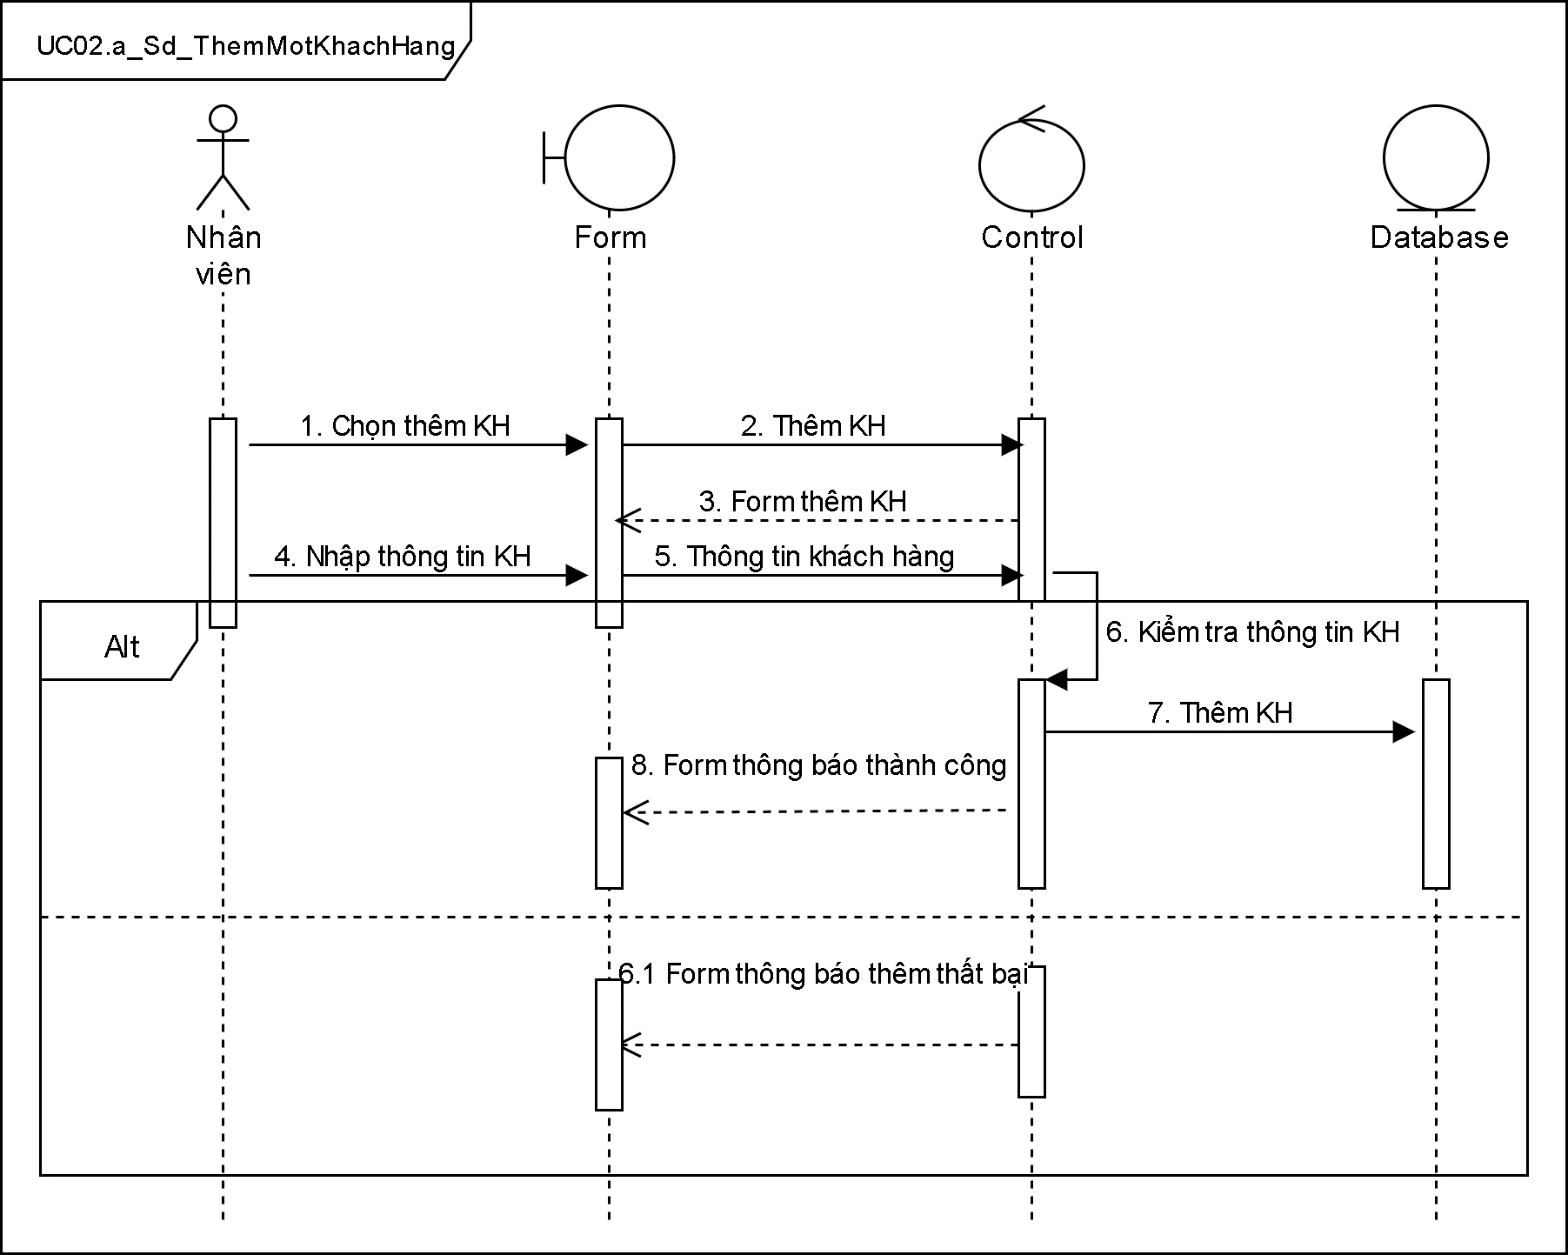 UC02.a_Sd_ThemMotKhachHang
Nhân
viên
Form
Control
Database
1. Chọn thêm KH
2. Thêm KH
3. Form thêm KH
4. Nhập thông tin KH
5. Thông tin khách hàng
Alt
6. Kiểm tra thông tin KH
7. Thêm KH
8. Form thông báo thành công
6.1 Form thông báo thêm thất bại